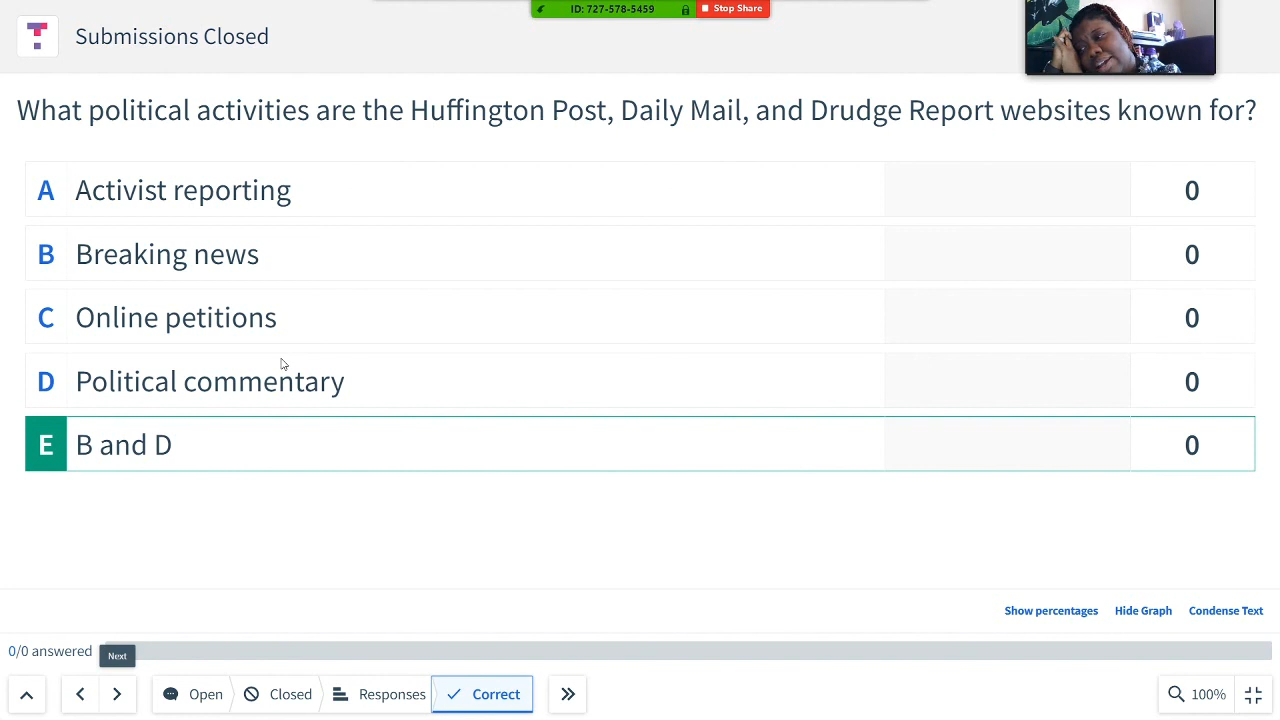 ID: 727-578-5459
Stop Share
Submissions Closed
What political activities are the Huffington Post, Daily Mail, and Drudge Report websites known for?
A Activist reporting 0
B Breaking news 0
C Online petitions 0
D Political commentary 0
E B and D 0
Show percentages Hide Graph Condense Text
0/0 answered
Next
Open Closed Responses Correct 100%